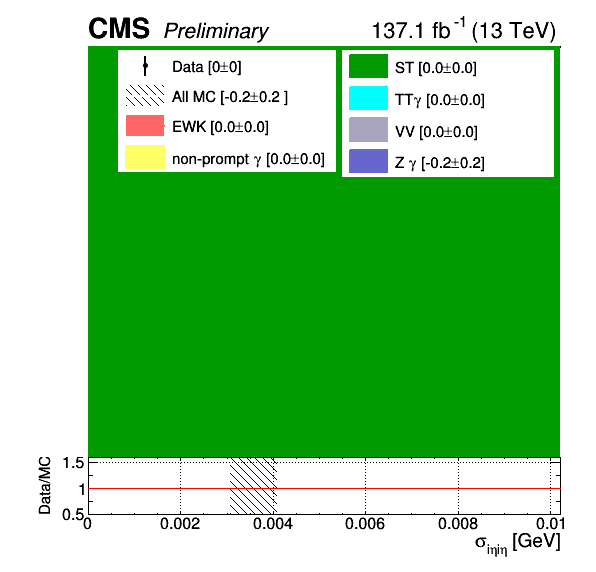 CMS Preliminary 137.1 fb⁻¹ (13 TeV)
Data [0±0]
All MC [-0.2±0.2 ]
EWK [0.0±0.0]
non-prompt γ [0.0±0.0]
ST [0.0±0.0]
TTγ [0.0±0.0]
VV [0.0±0.0]
Z γ [-0.2±0.2]
Data/MC
1.5
1
0.5
0 0.002 0.004 0.006 0.008 0.01
σiηiη [GeV]